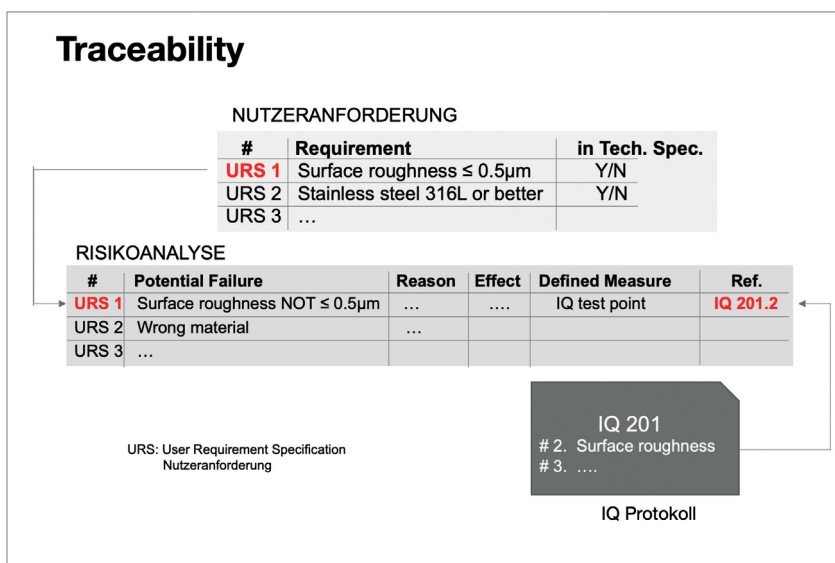 Traceability
NUTZERANFORDERUNG
# Requirement in Tech. Spec.
URS 1 Surface roughness ≤ 0.5µm Y/N
URS 2 Stainless steel 316L or better Y/N
URS 3 ...
RISIKOANALYSE
# Potential Failure Reason Effect Defined Measure Ref.
URS 1 Surface roughness NOT ≤ 0.5µm ... .... IQ test point IQ 201.2
URS 2 Wrong material ...
URS 3 ...
IQ 201
# 2. Surface roughness
# 3. ....
URS: User Requirement Specification
Nutzeranforderung
IQ Protokoll